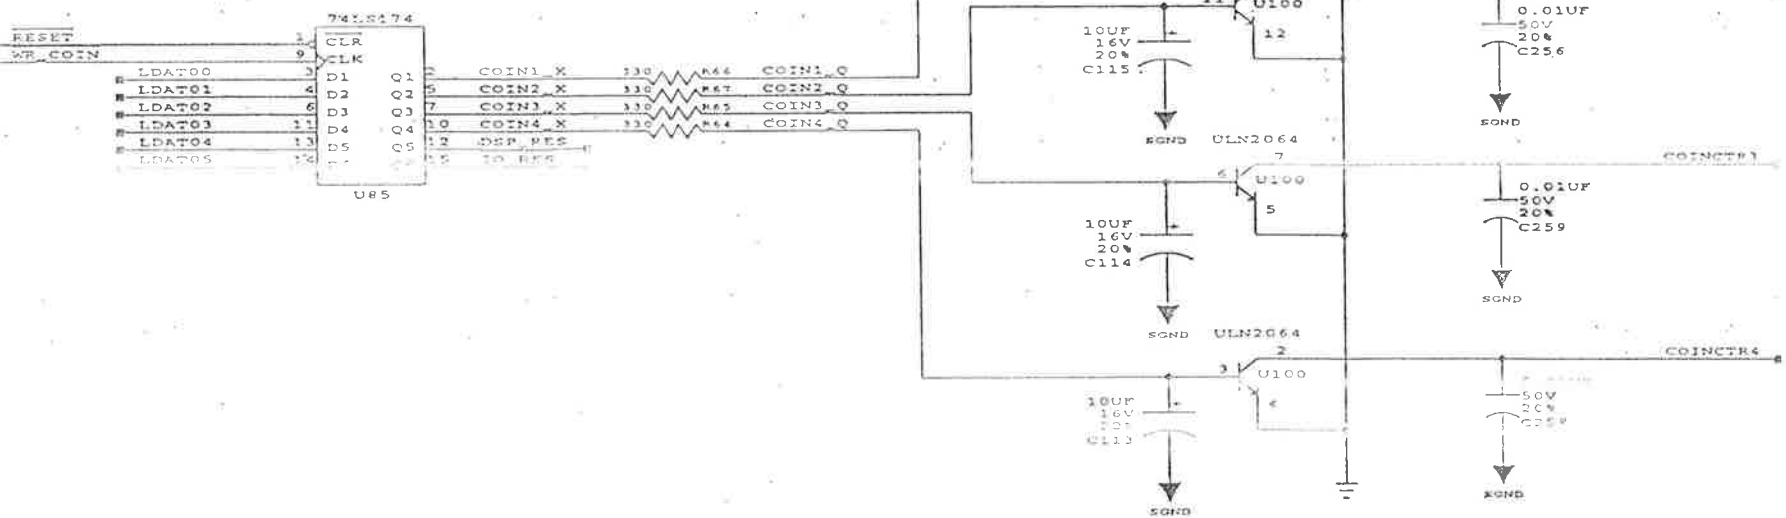 74LS174
RESET
1
CLR
WR_COIN
9
CLK
LDAT00
3
D1
Q1
2
COIN1_X
330
R66
COIN1_Q
LDAT01
4
D2
Q2
5
COIN2_X
330
R67
COIN2_Q
LDAT02
6
D3
Q3
7
COIN3_X
330
R65
COIN3_Q
LDAT03
11
D4
Q4
10
COIN4_X
330
R64
COIN4_Q
LDAT04
13
D5
Q5
12
DSP_RES
LDAT05
14
15
IO_RES
U85
11
U100
12
10UF
16V
20%
C115
SGND
0.01UF
50V
20%
C256
SGND
ULN2064
7
6
U100
5
COINCTR3
10UF
16V
20%
C114
SGND
0.01UF
50V
20%
C259
SGND
ULN2064
2
3
U100
COINCTR4
10UF
16V
C113
SGND
50V
20%
SGND